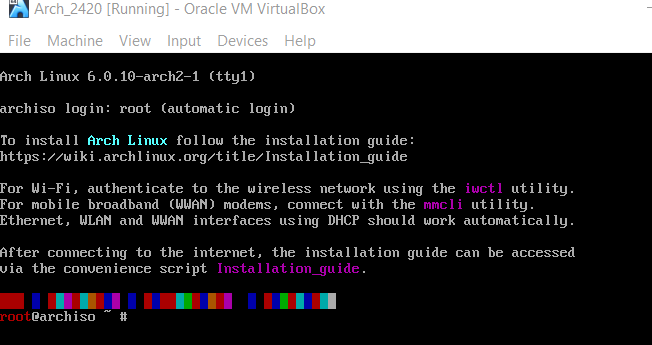 Arch_2420 [Running] - Oracle VM VirtualBox
File Machine View Input Devices Help
Arch Linux 6.0.10-arch2-1 (tty1)
archiso login: root (automatic login)
To install Arch Linux follow the installation guide:
https://wiki.archlinux.org/title/Installation_guide
For Wi-Fi, authenticate to the wireless network using the iwctl utility.
For mobile broadband (WWAN) modems, connect with the mmcli utility.
Ethernet, WLAN and WWAN interfaces using DHCP should work automatically.
After connecting to the internet, the installation guide can be accessed
via the convenience script Installation_guide.
root@archiso ~ #